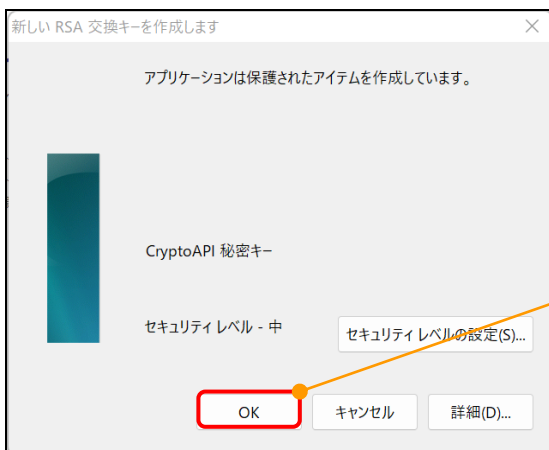 新しい RSA 交換キーを作成します
アプリケーションは保護されたアイテムを作成しています。
CryptoAPI 秘密キー
セキュリティ レベル - 中
セキュリティ レベルの設定(S)...
OK
キャンセル
詳細(D)...